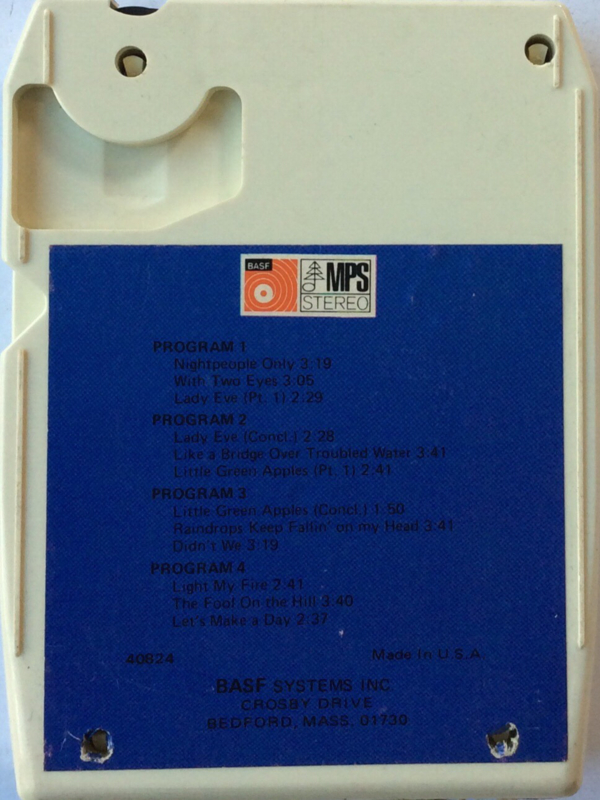 BASF
MPS
STEREO
PROGRAM 1
Nightpeople Only 3:19
With Two Eyes 3:05
Lady Eve (Pt. 1) 2:29
PROGRAM 2
Lady Eve (Concl.) 2:28
Like a Bridge Over Troubled Water 3:41
Little Green Apples (Pt. 1) 2:41
PROGRAM 3
Little Green Apples (Concl.) 1:50
Raindrops Keep Fallin' on my Head 3:41
Didn't We 3:19
PROGRAM 4
Light My Fire 2:41
The Fool On the Hill 3:40
Let's Make a Day 2:37
40824 Made In U.S.A.
BASF SYSTEMS INC.
CROSBY DRIVE
BEDFORD, MASS. 01730